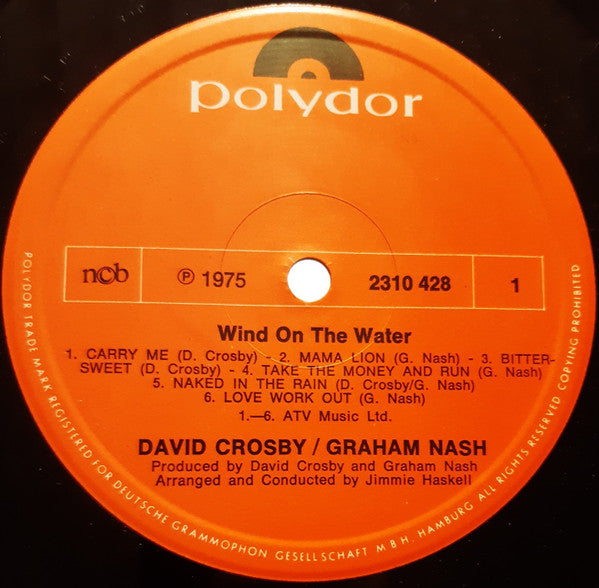 polydor
ncb ℗ 1975 2310 428 1
Wind On The Water
1. CARRY ME (D. Crosby) - 2. MAMA LION (G. Nash) - 3. BITTER-
SWEET (D. Crosby) - 4. TAKE THE MONEY AND RUN (G. Nash)
5. NAKED IN THE RAIN (D. Crosby/G. Nash)
6. LOVE WORK OUT (G. Nash)
1.—6. ATV Music Ltd.
DAVID CROSBY / GRAHAM NASH
Produced by David Crosby and Graham Nash
Arranged and Conducted by Jimmie Haskell
POLYDOR TRADE MARK REGISTERED FOR DEUTSCHE GRAMMOPHON GESELLSCHAFT M B H. HAMBURG ALL RIGHTS RESERVED COPYING PROHIBITED